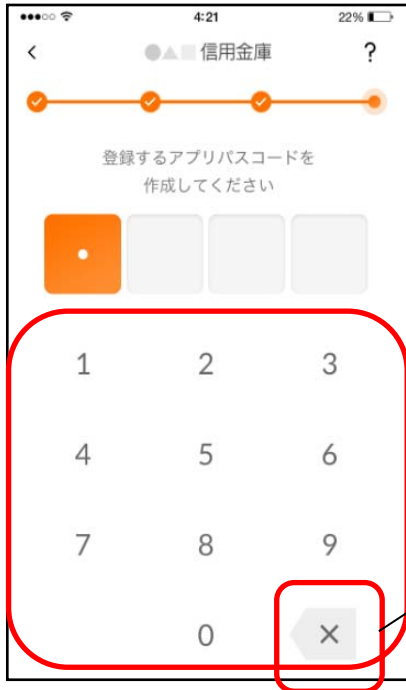 4:21 22%
●▲■ 信用金庫 ?
登録するアプリパスコードを
作成してください
1 2 3
4 5 6
7 8 9
0 ×